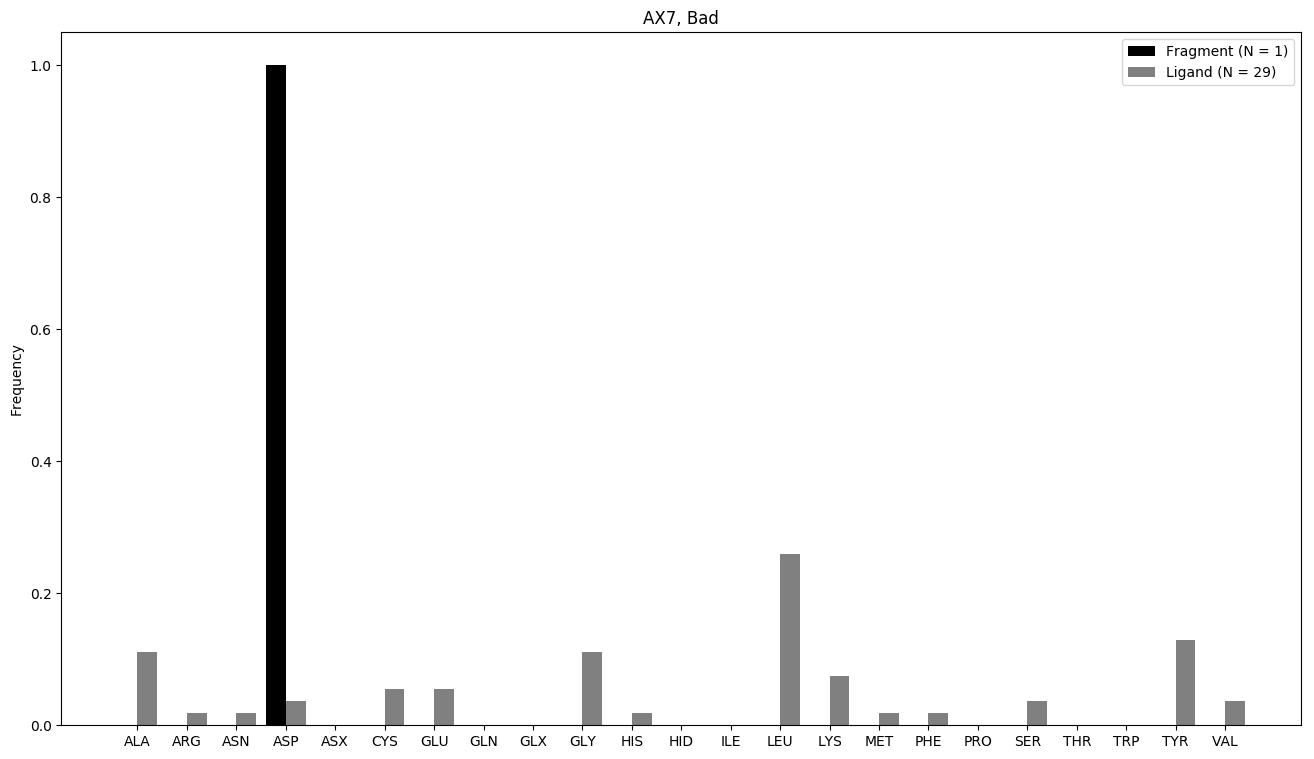 AX7, Bad
Fragment (N = 1)
Ligand (N = 29)
1.0
0.8
0.6
0.4
0.2
0.0
Frequency
ALA ARG ASN ASP ASX CYS GLU GLN GLX GLY HIS HID ILE LEU LYS MET PHE PRO SER THR TRP TYR VAL